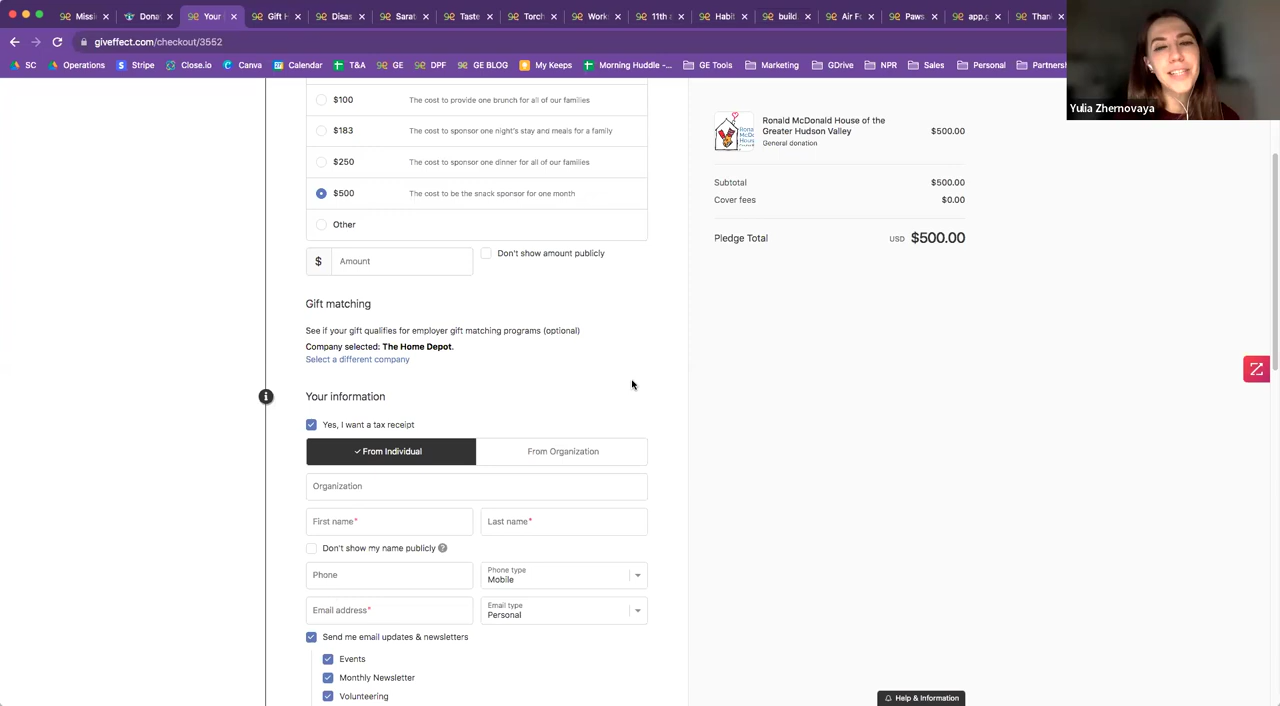 Missi
Dona
Your
Gift H
Disas
Sarat
Taste
Torch
Work
11th a
Habit
build
Air Fo
Paws
app.g
Than
giveffect.com/checkout/3552
SC
Operations
Stripe
Close.io
Canva
Calendar
T&A
GE
DPF
GE BLOG
My Keeps
Morning Huddle -...
GE Tools
Marketing
GDrive
NPR
Sales
Personal
Partnersh
Yulia Zhernovaya
$100 The cost to provide one brunch for all of our families
$183 The cost to sponsor one night's stay and meals for a family
$250 The cost to sponsor one dinner for all of our families
$500 The cost to be the snack sponsor for one month
Other
$ Amount
Don't show amount publicly
Gift matching
See if your gift qualifies for employer gift matching programs (optional)
Company selected: The Home Depot.
Select a different company
Your information
Yes, I want a tax receipt
From Individual From Organization
Organization
First name* Last name*
Don't show my name publicly ?
Phone
Phone type
Mobile
Email address*
Email type
Personal
Send me email updates & newsletters
Events
Monthly Newsletter
Volunteering
Ronald McDonald House of the
Greater Hudson Valley
$500.00
General donation
Subtotal $500.00
Cover fees $0.00
Pledge Total USD $500.00
Help & Information